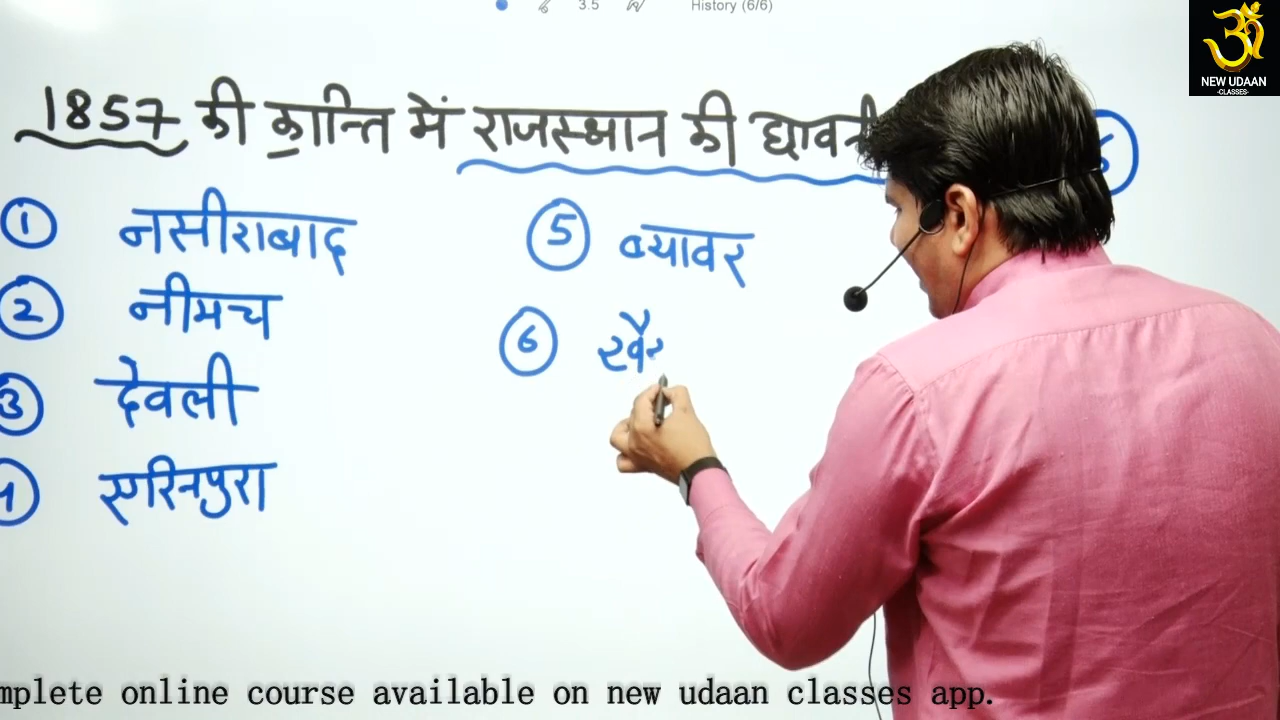 3.5 History (6/6)
NEW UDAAN
-CLASSES-
1857 की क्रान्ति में राजस्थान की छावनी
① नसीराबाद
② नीमच
③ देवली
④ एरिनपुरा
⑤ ब्यावर
⑥ खैर
mplete online course available on new udaan classes app.